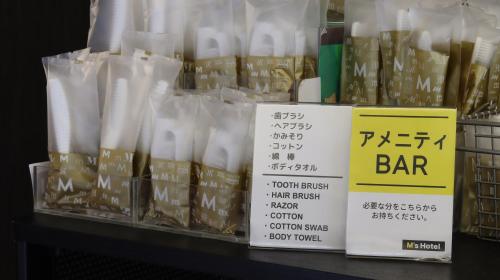 ・歯ブラシ
・ヘアブラシ
・かみそり
・コットン
・綿　棒
・ボディタオル
・TOOTH BRUSH
・HAIR BRUSH
・RAZOR
・COTTON
・COTTON SWAB
・BODY TOWEL
アメニティ
BAR
必要な分をこちらから
お持ちください。
M's Hotel
M
M
M
M
M
M
M